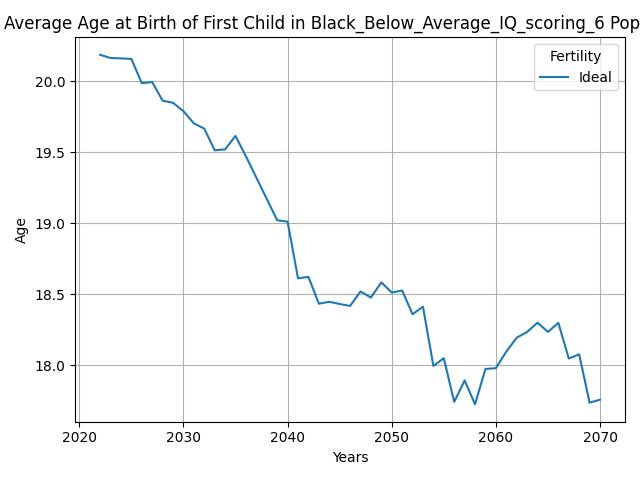 Average Age at Birth of First Child in Black_Below_Average_IQ_scoring_6 Pop
Fertility
Ideal
Age
20.0
19.5
19.0
18.5
18.0
2020 2030 2040 2050 2060 2070
Years